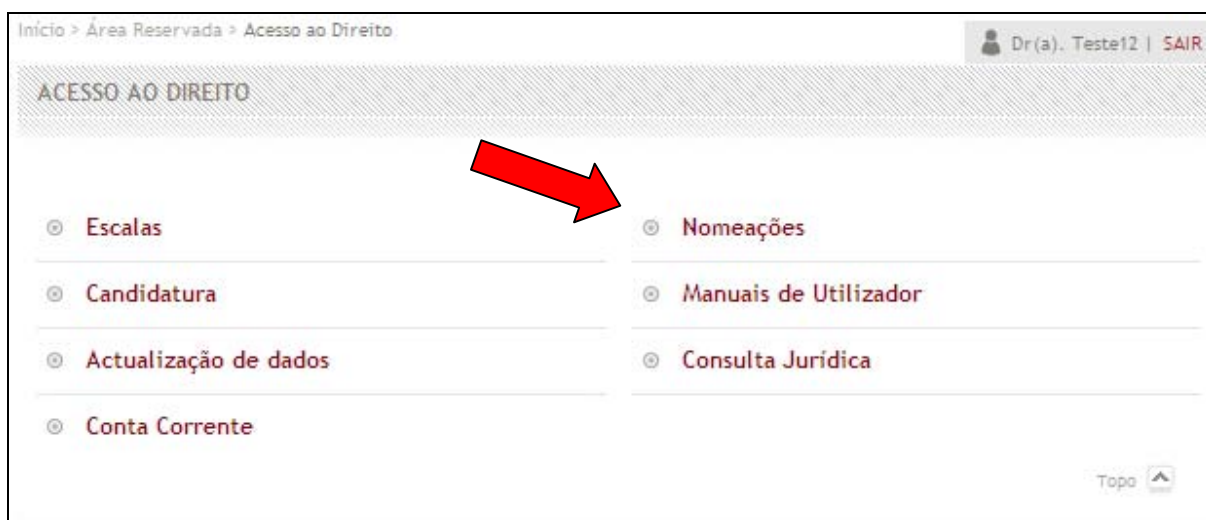 Início > Área Reservada > Acesso ao Direito
Dr(a). Teste12 | SAIR
ACESSO AO DIREITO
Escalas
Nomeações
Candidatura
Manuais de Utilizador
Actualização de dados
Consulta Jurídica
Conta Corrente
Topo